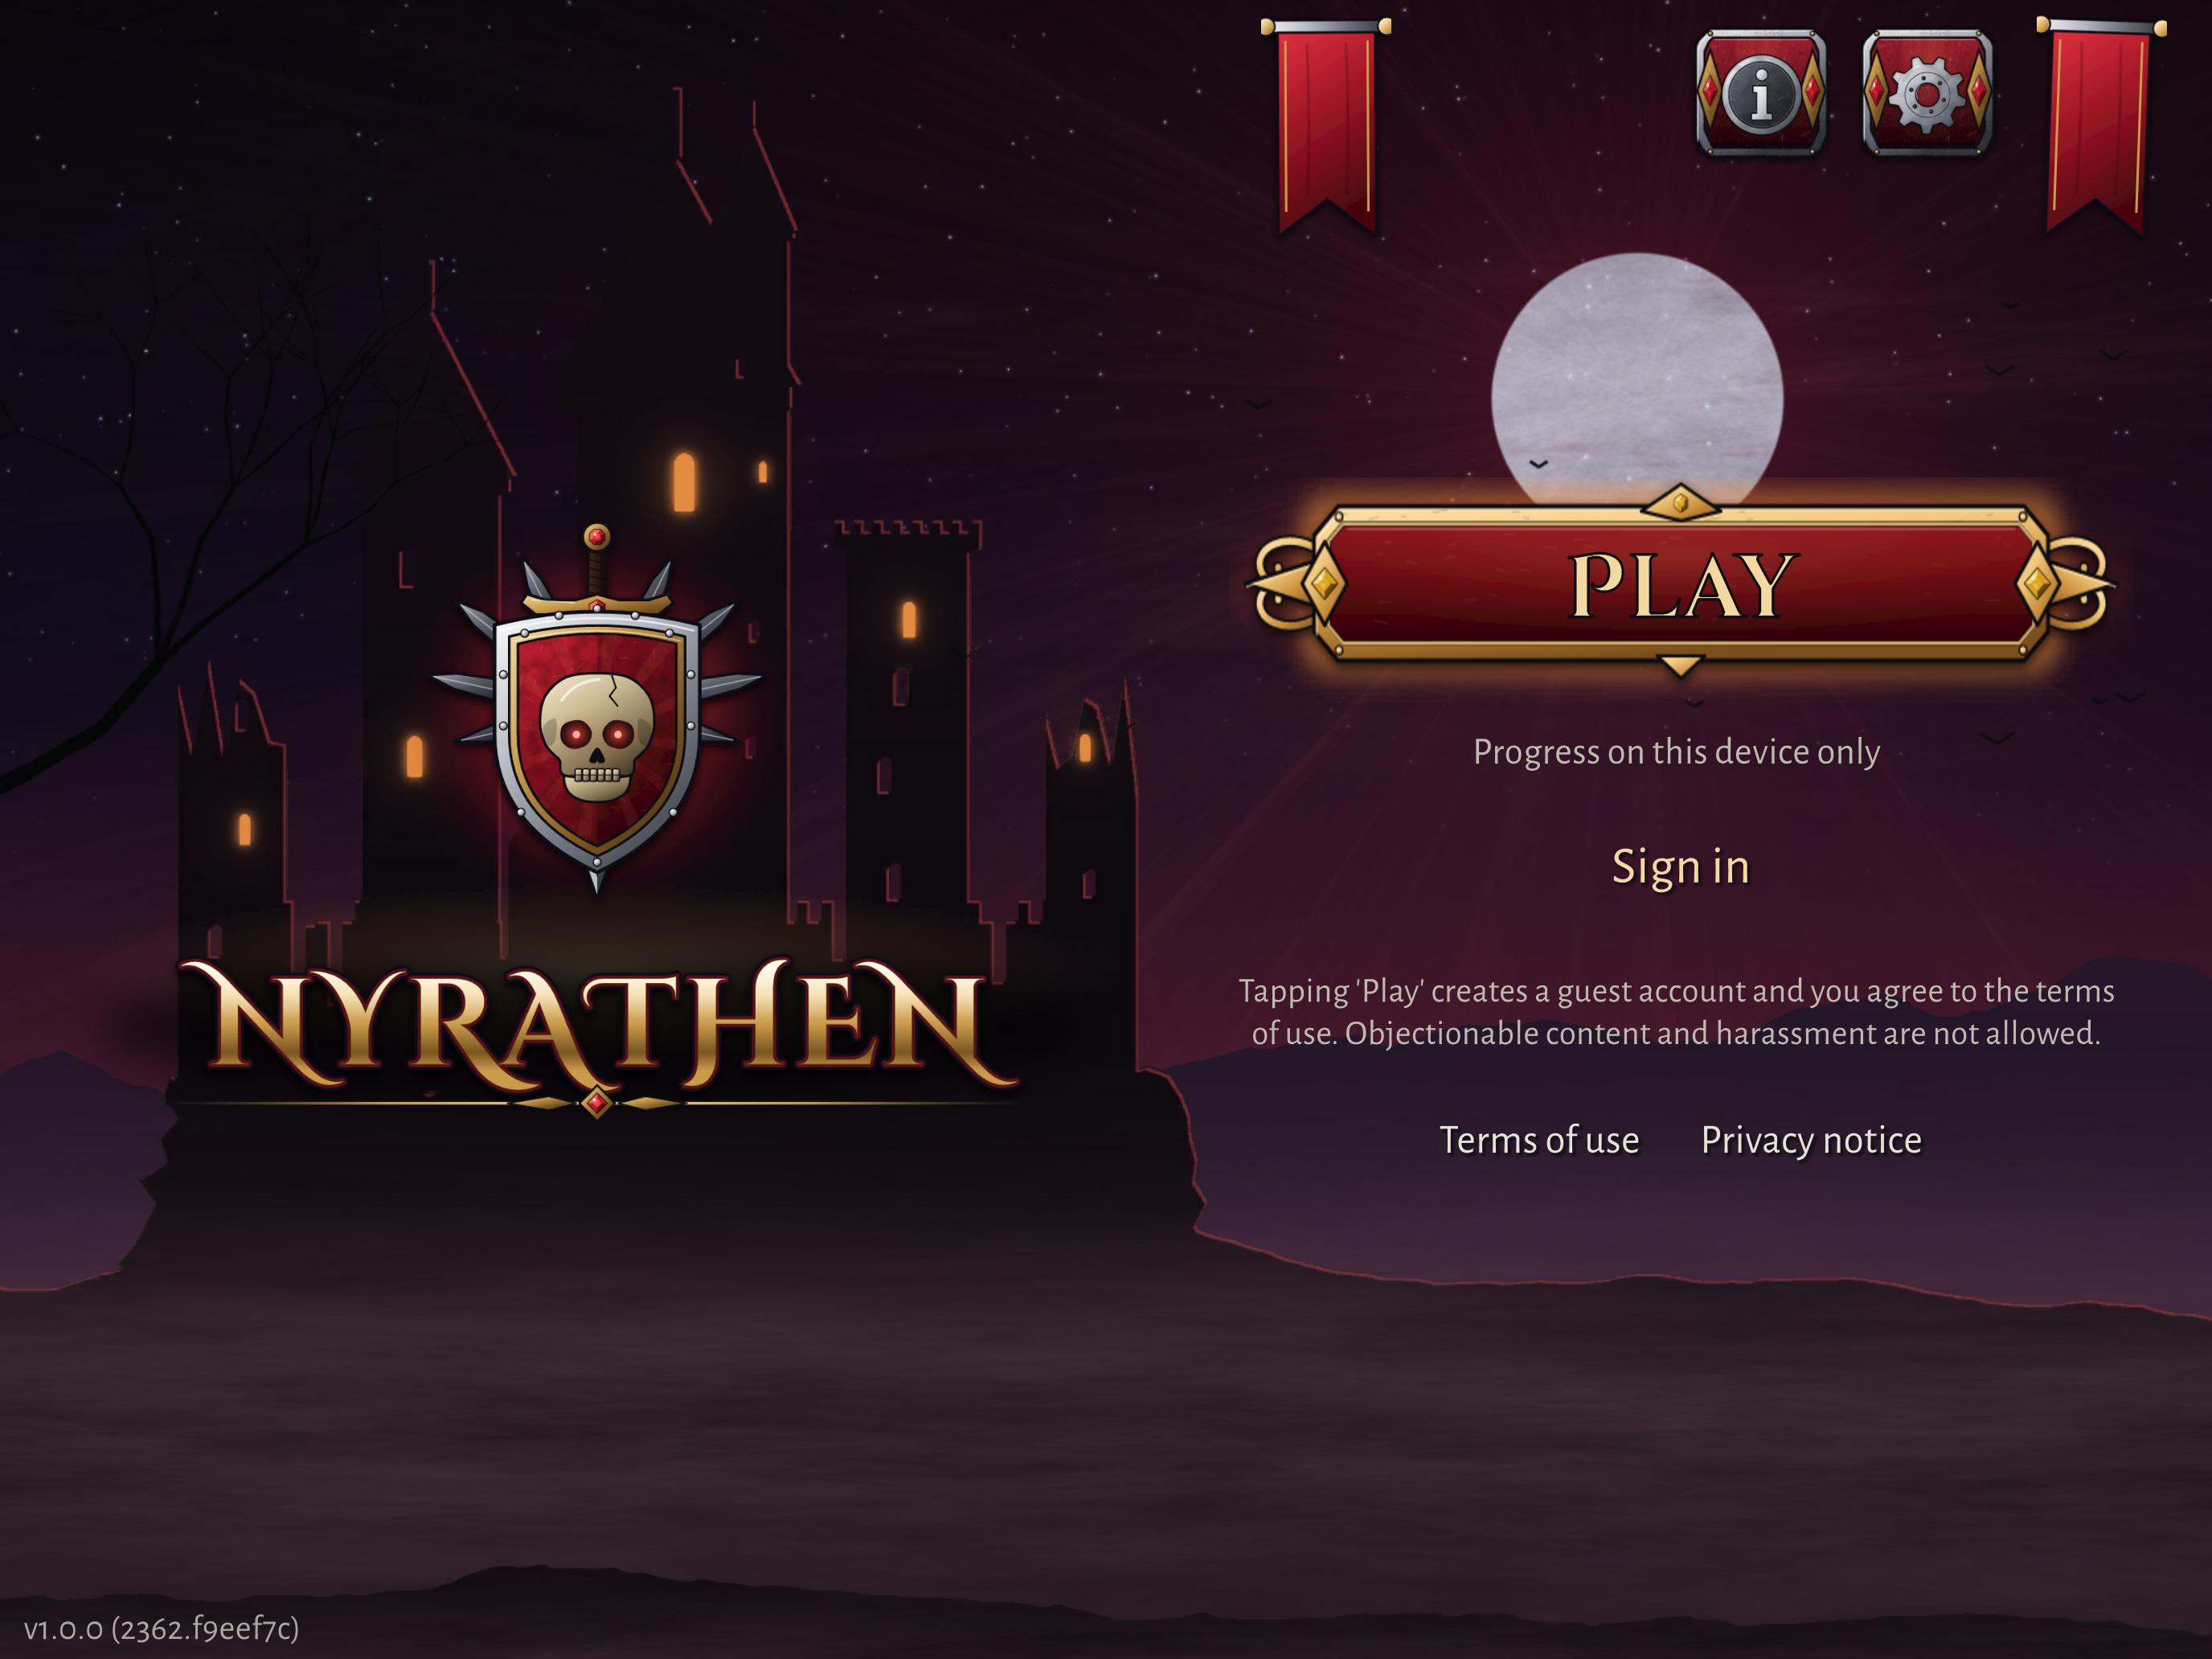 PLAY
Progress on this device only
Sign in
NYRATHEN
Tapping 'Play' creates a guest account and you agree to the terms
of use. Objectionable content and harassment are not allowed.
Terms of use
Privacy notice
v1.0.0 (2362.f9eef7c)